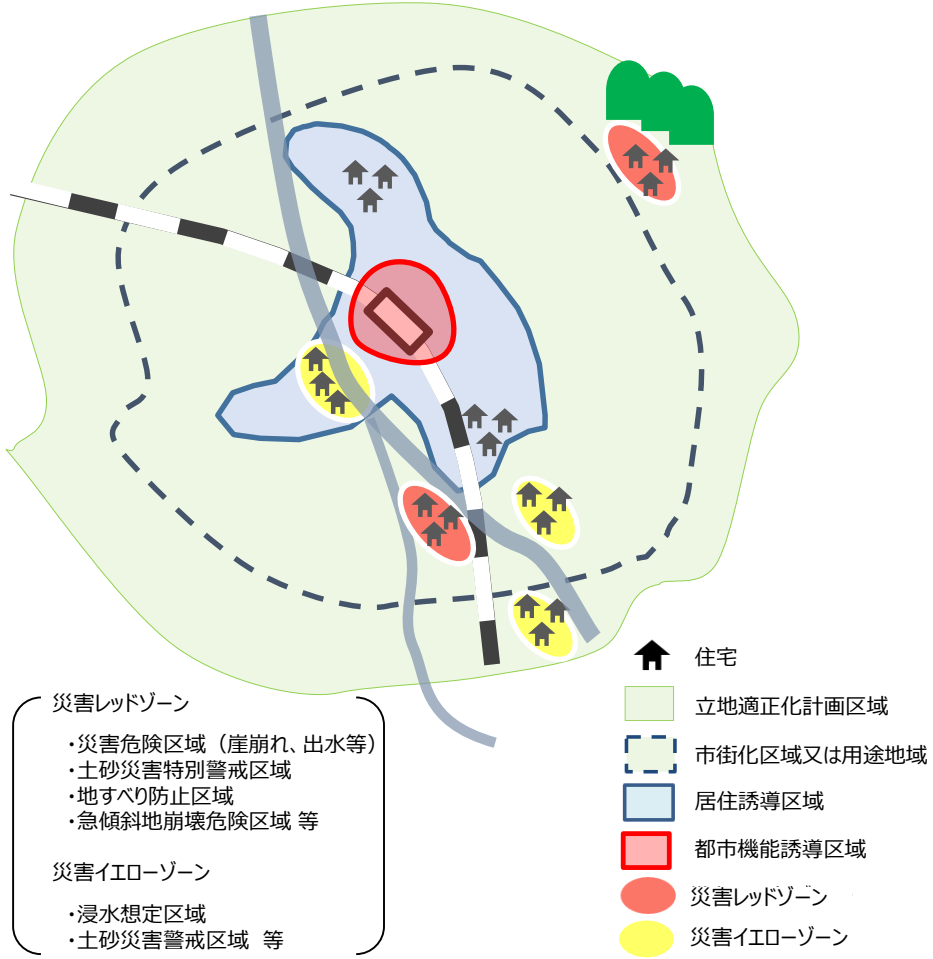 災害レッドゾーン
・災害危険区域（崖崩れ、出水等）
・土砂災害特別警戒区域
・地すべり防止区域
・急傾斜地崩壊危険区域 等
災害イエローゾーン
・浸水想定区域
・土砂災害警戒区域 等
住宅
立地適正化計画区域
市街化区域又は用途地域
居住誘導区域
都市機能誘導区域
災害レッドゾーン
災害イエローゾーン